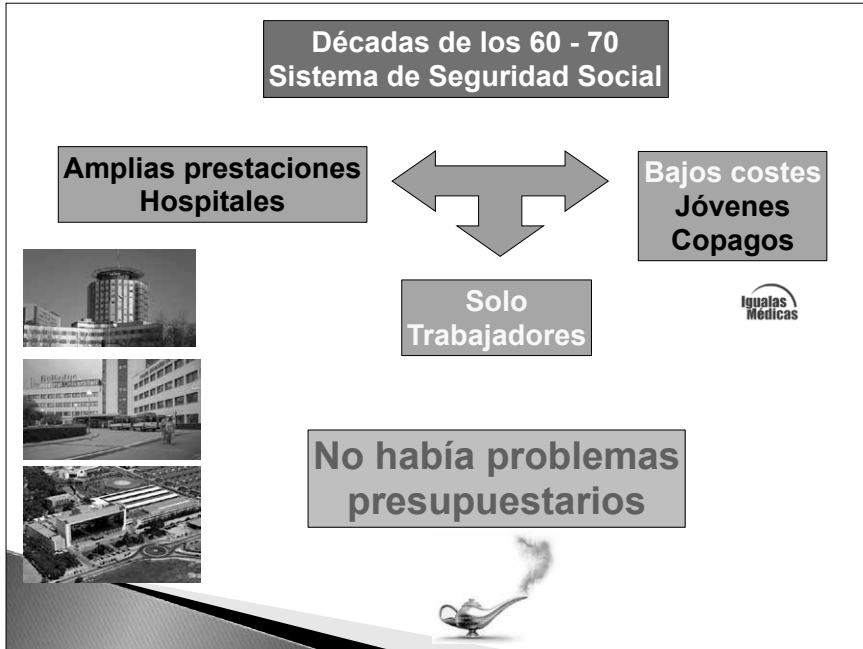 Décadas de los 60 - 70
Sistema de Seguridad Social
Amplias prestaciones
Hospitales
Bajos costes
Jóvenes
Copagos
Solo
Trabajadores
Igualas
Médicas
No había problemas
presupuestarios